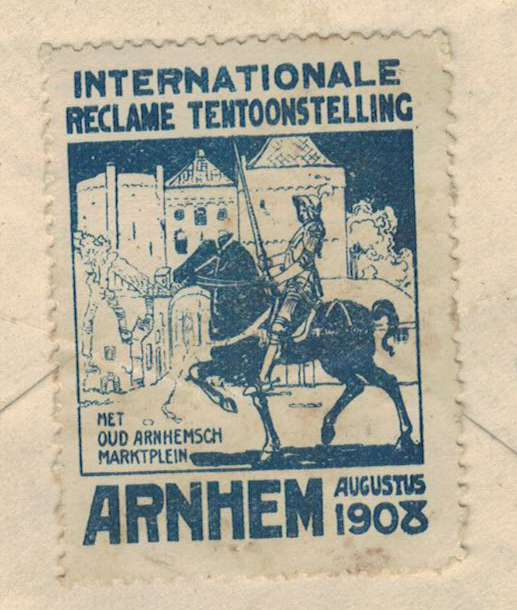 INTERNATIONALE
RECLAME TENTOONSTELLING
MET
OUD ARNHEMSCH
MARKTPLEIN
ARNHEM AUGUSTUS
1908